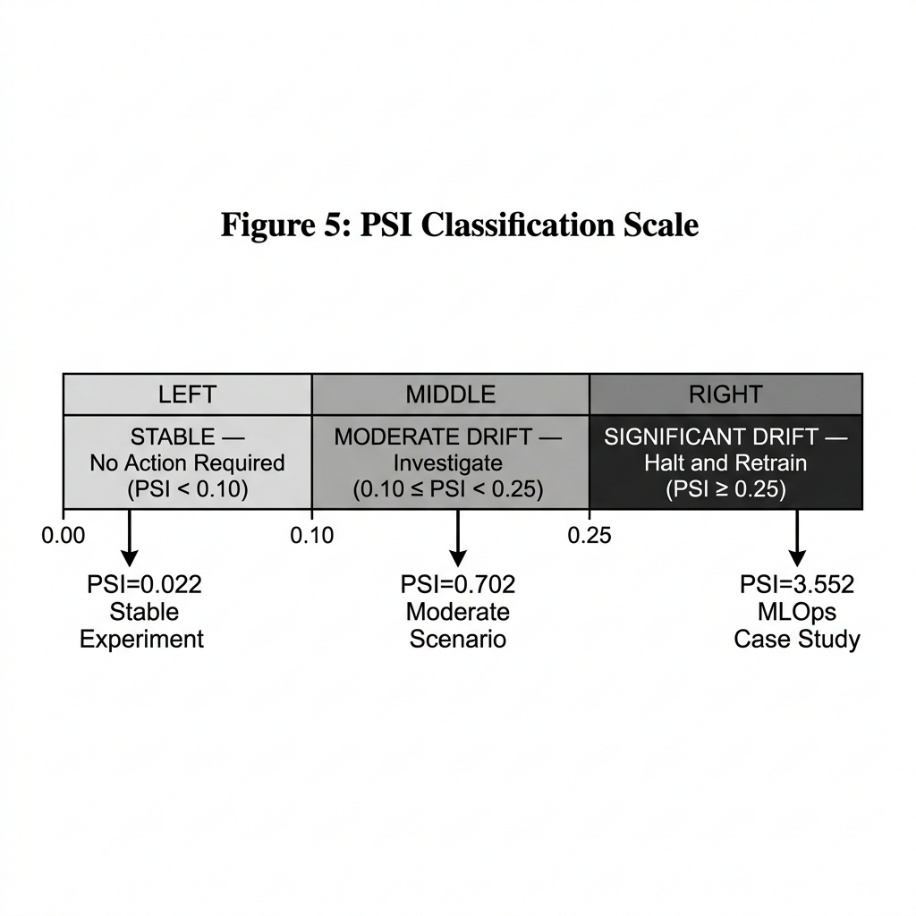 Figure 5: PSI Classification Scale
LEFT
MIDDLE
RIGHT
STABLE —
No Action Required
(PSI < 0.10)
MODERATE DRIFT —
Investigate
(0.10 ≤ PSI < 0.25)
SIGNIFICANT DRIFT —
Halt and Retrain
(PSI ≥ 0.25)
0.00
0.10
0.25
PSI=0.022
Stable
Experiment
PSI=0.702
Moderate
Scenario
PSI=3.552
MLOps
Case Study